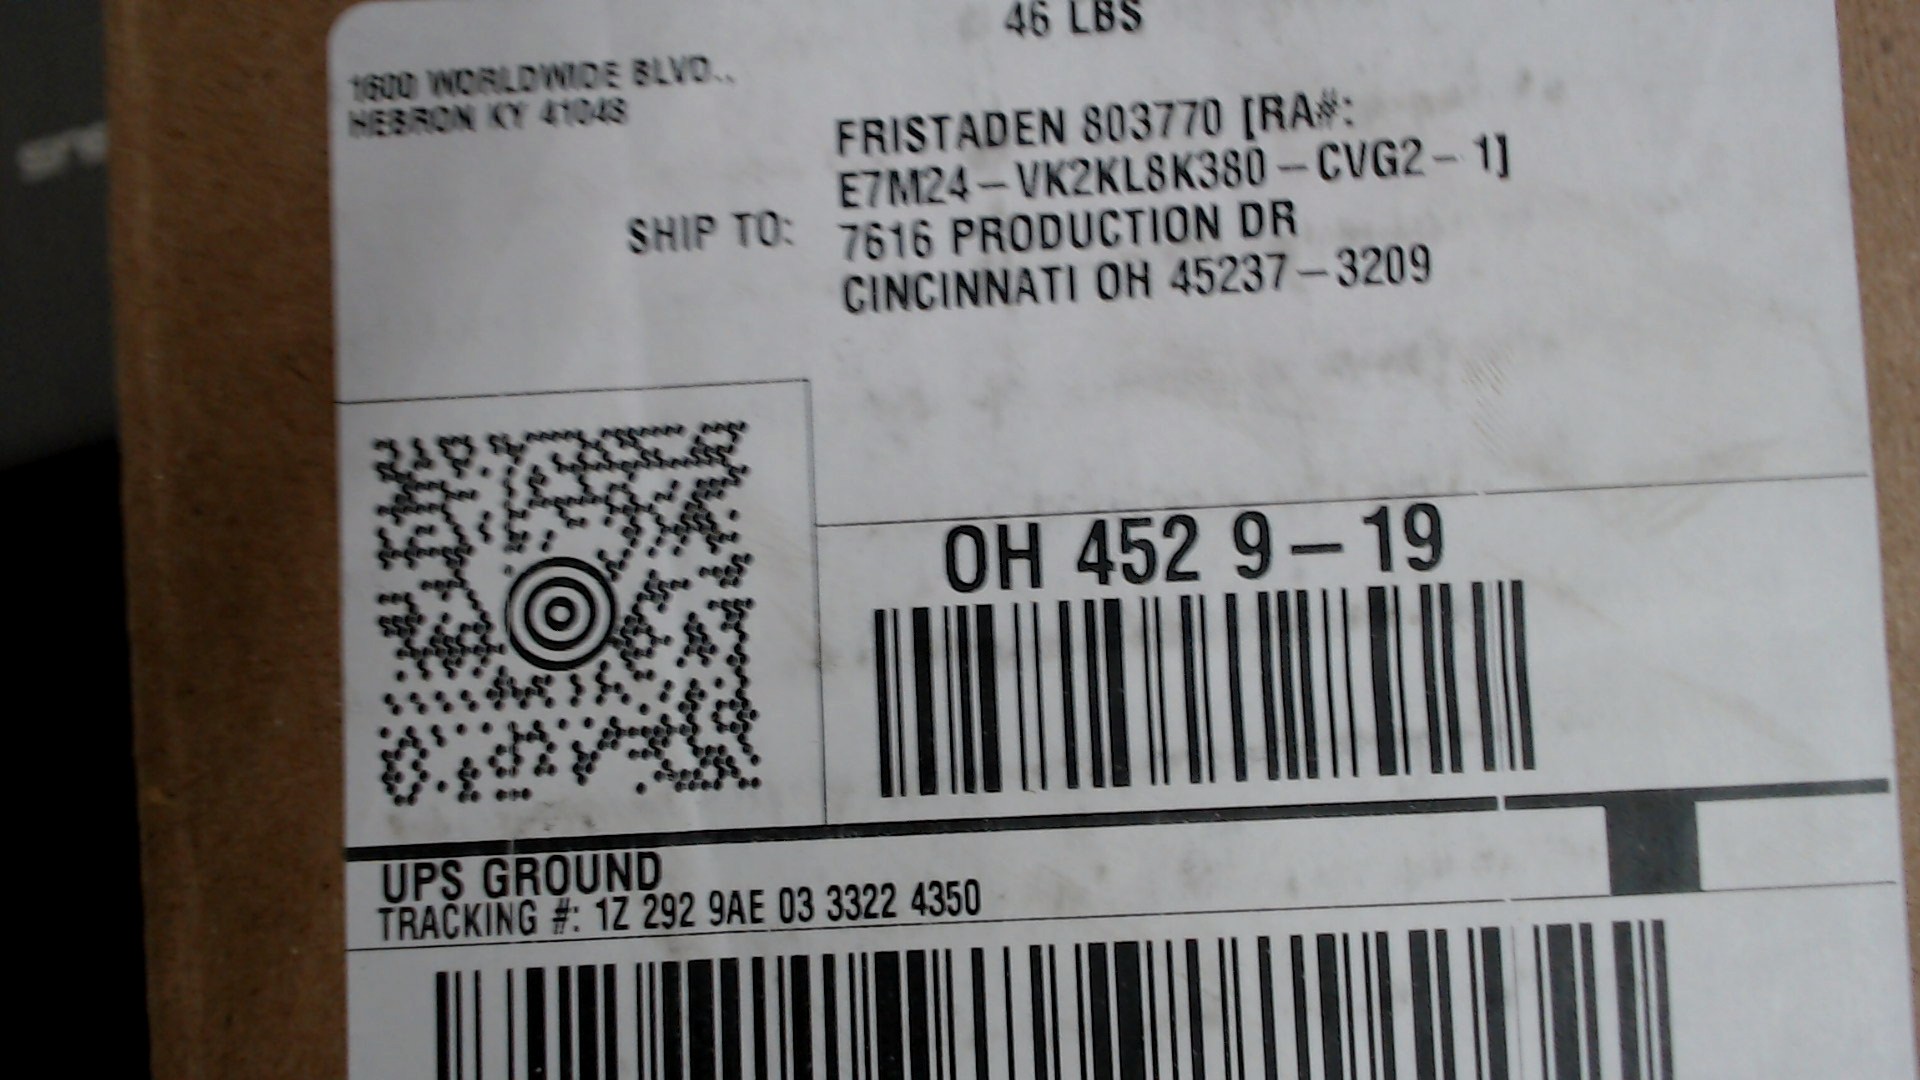 46 LBS
1600 WORLDWIDE BLVD..
HEBRON KY 41048
FRISTADEN 803770 [RA#:
E7M24-VK2KL8K380-CVG2-1]
SHIP TO: 7616 PRODUCTION DR
CINCINNATI OH 45237-3209
OH 452 9-19
UPS GROUND
TRACKING #: 1Z 292 9AE 03 3322 4350